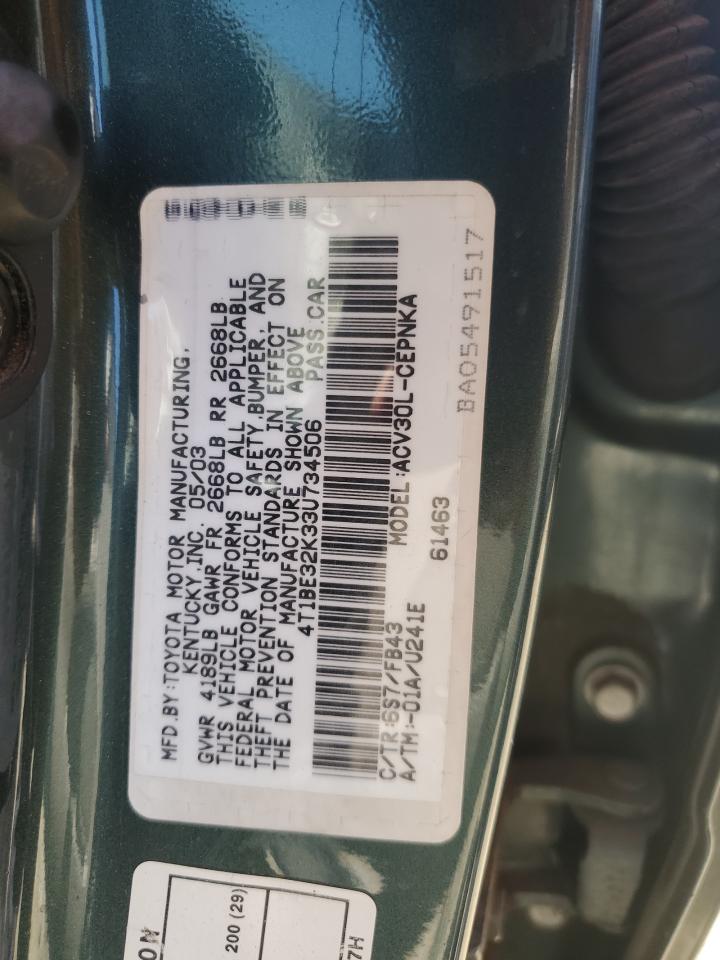 MFD.BY:TOYOTA MOTOR MANUFACTURING,
KENTUCKY,INC. 05/03
GVWR 4189LB GAWR FR 2668LB RR 2668LB
THIS VEHICLE CONFORMS TO ALL APPLICABLE
FEDERAL MOTOR VEHICLE SAFETY,BUMPER, AND
THEFT PREVENTION STANDARDS IN EFFECT ON
THE DATE OF MANUFACTURE SHOWN ABOVE
4T1BE32K33U734506 PASS.CAR
C/TR:6S7/FB43 MODEL:ACV30L-CEPNKA
A/TM:-01A/U241E 61463
BA05491517
200 (29)
7H